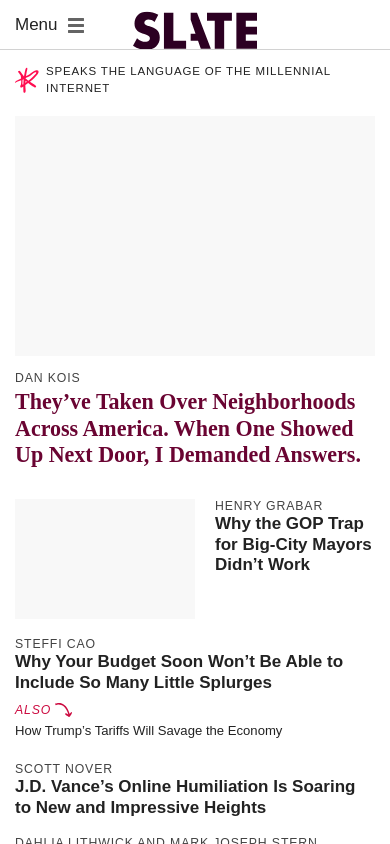 Menu
SLATE
SPEAKS THE LANGUAGE OF THE MILLENNIAL
INTERNET
DAN KOIS
They’ve Taken Over Neighborhoods
Across America. When One Showed
Up Next Door, I Demanded Answers.
HENRY GRABAR
Why the GOP Trap
for Big-City Mayors
Didn’t Work
STEFFI CAO
Why Your Budget Soon Won’t Be Able to
Include So Many Little Splurges
ALSO
How Trump’s Tariffs Will Savage the Economy
SCOTT NOVER
J.D. Vance’s Online Humiliation Is Soaring
to New and Impressive Heights
DAHLIA LITHWICK AND MARK JOSEPH STERN